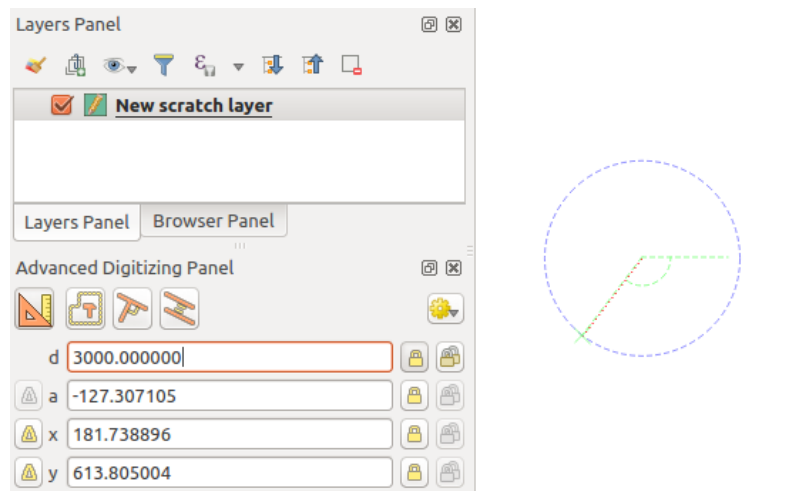 Layers Panel
ε
New scratch layer
Layers Panel
Browser Panel
Advanced Digitizing Panel
d 3000.000000
a -127.307105
x 181.738896
y 613.805004